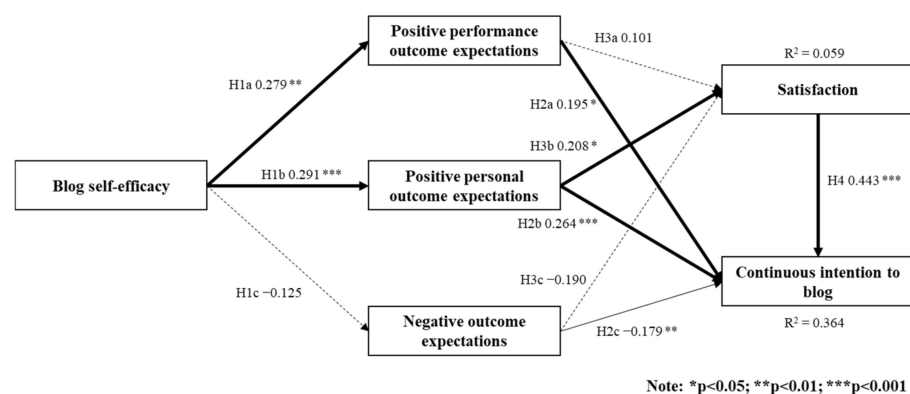 Positive performance
outcome expectations
H3a 0.101
R² = 0.059
Satisfaction
H1a 0.279 **
H2a 0.195 *
H3b 0.208 *
Blog self-efficacy
H1b 0.291 ***
Positive personal
outcome expectations
H4 0.443 ***
H2b 0.264 ***
H3c −0.190
Continuous intention to
blog
H1c −0.125
Negative outcome
expectations
H2c −0.179 **
R² = 0.364
Note: *p<0.05; **p<0.01; ***p<0.001